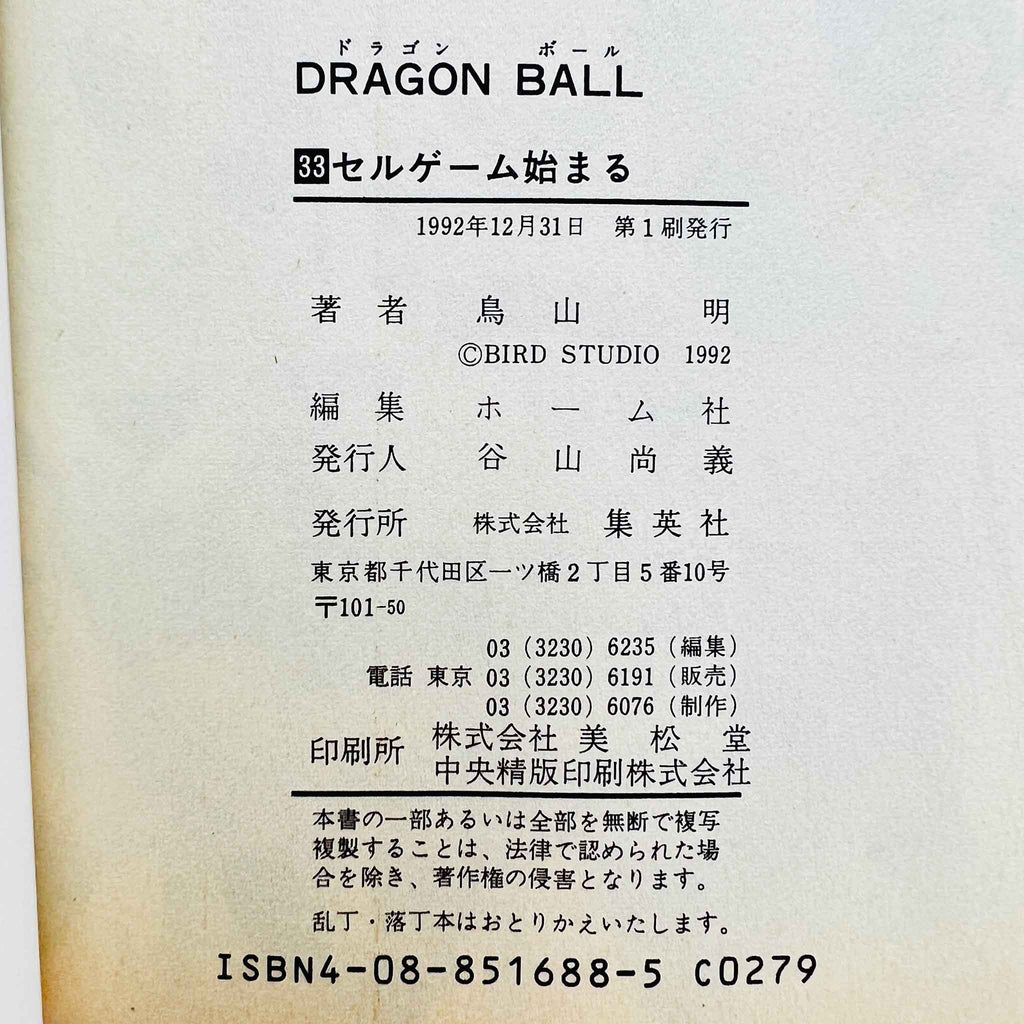 ドラゴン ボール
DRAGON BALL
33セルゲーム始まる
1992年12月31日 第1刷発行
著者 鳥山 明
©BIRD STUDIO 1992
編集 ホーム社
発行人 谷山尚義
発行所 株式会社 集英社
東京都千代田区一ツ橋2丁目5番10号
〒101-50
03 (3230) 6235 (編集)
電話 東京 03 (3230) 6191 (販売)
03 (3230) 6076 (制作)
印刷所 株式会社 美松堂
中央精版印刷株式会社
本書の一部あるいは全部を無断で複写
複製することは、法律で認められた場
合を除き、著作権の侵害となります。
乱丁・落丁本はおとりかえいたします。
ISBN4-08-851688-5 C0279